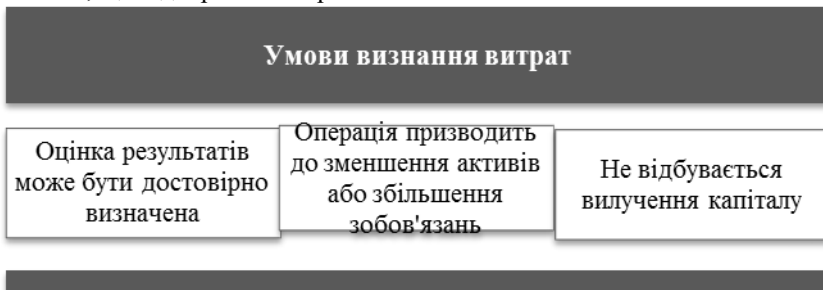 Умови визнання витрат
Оцінка результатів
може бути достовірно
визначена
Операція призводить
до зменшення активів
або збільшення
зобов'язань
Не відбувається
вилучення капіталу